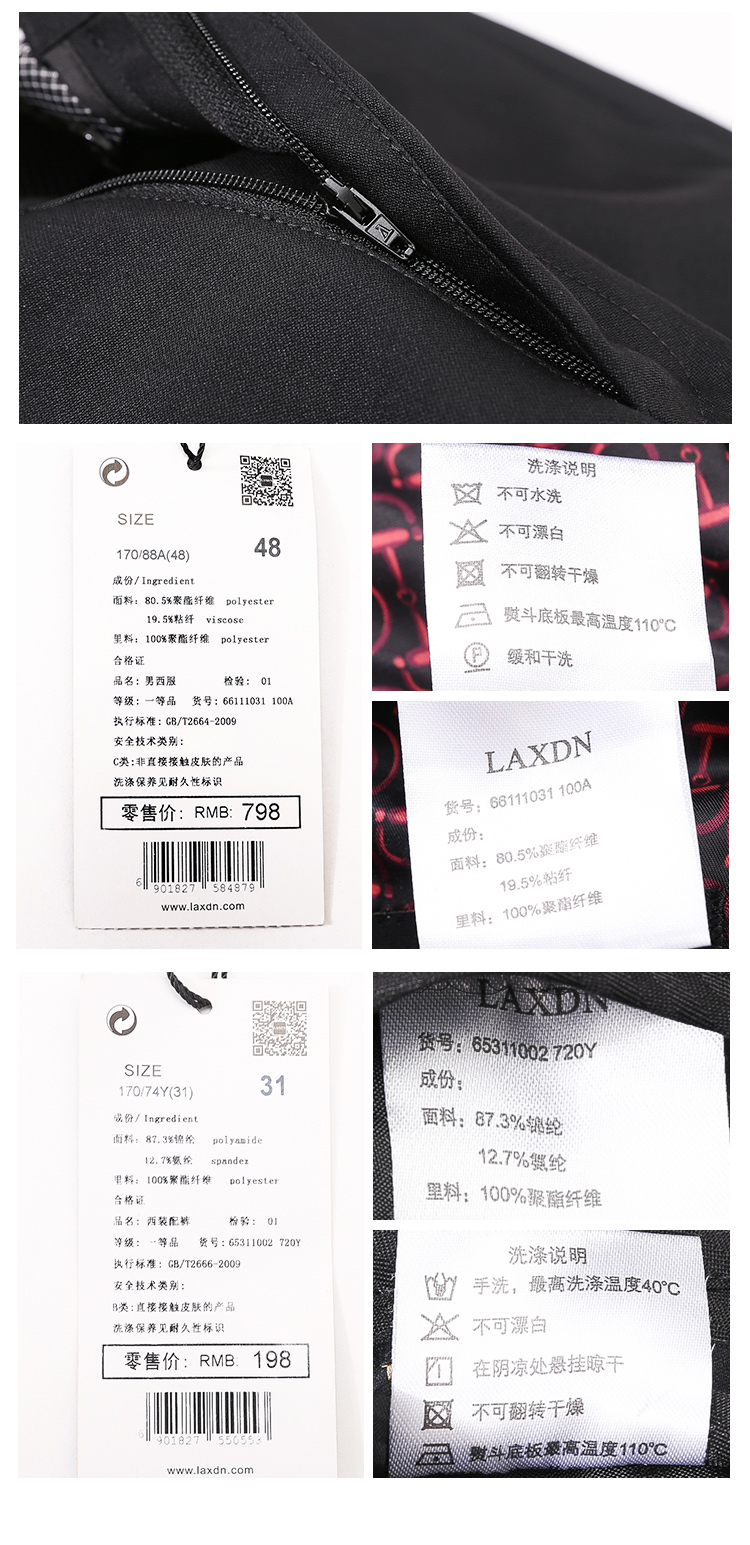 SIZE
170/88A(48) 48
成份/Ingredient
面料: 80.5%聚酯纤维 polyester
19.5%粘纤 viscose
里料: 100%聚酯纤维 polyester
合格证
品名: 男西服 检验: 01
等级: 一等品 货号: 66111031 100A
执行标准: GB/T2664-2009
安全技术类别:
C类:非直接接触皮肤的产品
洗涤保养见耐久性标识
零售价: RMB: 798
6 901827 584879
www.laxdn.com
洗涤说明
不可水洗
不可漂白
不可翻转干燥
熨斗底板最高温度110℃
缓和干洗
LAXDN
货号: 66111031 100A
成份:
面料: 80.5%聚酯纤维
19.5%粘纤
里料: 100%聚酯纤维
SIZE
170/74Y(31) 31
成份/Ingredient
面料: 87.3%锦纶 polyamide
12.7%氨纶 spandez
里料: 100%聚酯纤维 polyester
合格证
品名: 西装配裤 检验: 01
等级: 一等品 货号: 65311002 720Y
执行标准: GB/T2666-2009
安全技术类别:
B类:直接接触皮肤的产品
洗涤保养见耐久性标识
零售价: RMB: 198
6 901827 550553
www.laxdn.com
LAXDN
货号: 65311002 720Y
成份:
面料: 87.3%锦纶
12.7%氨纶
里料: 100%聚酯纤维
洗涤说明
手洗, 最高洗涤温度40℃
不可漂白
在阴凉处悬挂晾干
不可翻转干燥
熨斗底板最高温度110℃